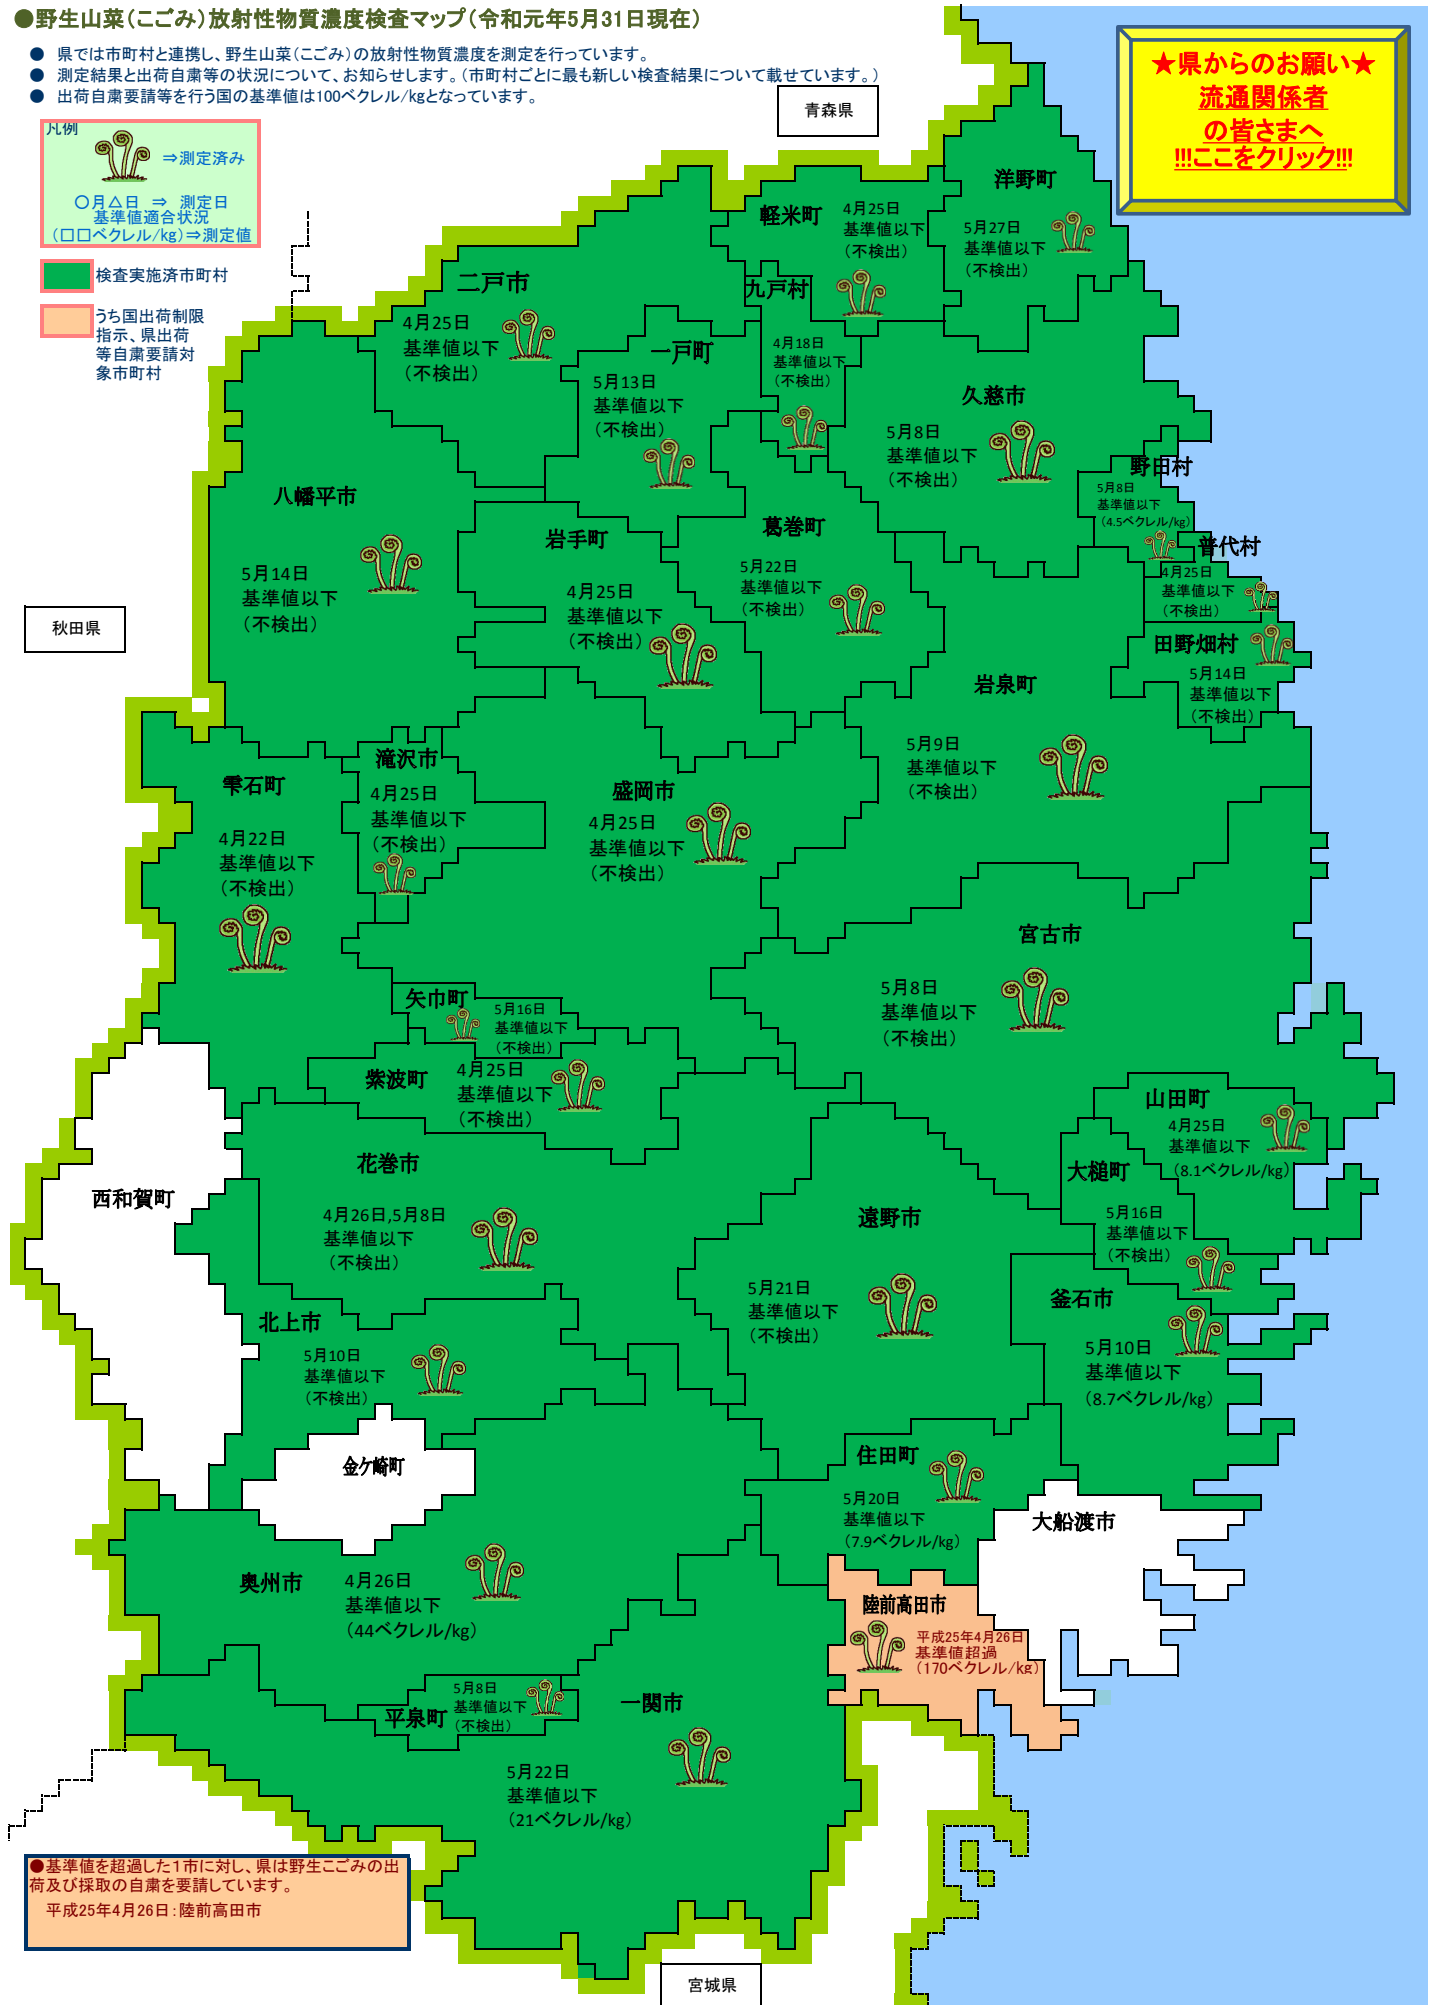 ●野生山菜（こごみ）放射性物質濃度検査マップ（令和元年5月31日現在）
● 県では市町村と連携し、野生山菜（こごみ）の放射性物質濃度を測定を行っています。
● 測定結果と出荷自粛等の状況について、お知らせします。（市町村ごとに最も新しい検査結果について載せています。）
● 出荷自粛要請等を行う国の基準値は100ベクレル/kgとなっています。
★県からのお願い★
流通関係者
の皆さまへ
!!!ここをクリック!!!
凡例
⇒測定済み
〇月△日 ⇒ 測定日
基準値適合状況
（□□ベクレル/kg）⇒測定値
検査実施済市町村
うち国出荷制限
指示、県出荷
等自粛要請対
象市町村
青森県
洋野町
5月27日
基準値以下
（不検出）
軽米町
4月25日
基準値以下
（不検出）
二戸市
4月25日
基準値以下
（不検出）
九戸村
4月18日
基準値以下
（不検出）
一戸町
5月13日
基準値以下
（不検出）
久慈市
5月8日
基準値以下
（不検出）
野田村
5月8日
基準値以下
（4.5ベクレル/kg）
八幡平市
5月14日
基準値以下
（不検出）
岩手町
4月25日
基準値以下
（不検出）
葛巻町
5月22日
基準値以下
（不検出）
普代村
4月25日
基準値以下
（不検出）
秋田県
田野畑村
5月14日
基準値以下
（不検出）
岩泉町
5月9日
基準値以下
（不検出）
雫石町
4月22日
基準値以下
（不検出）
滝沢市
4月25日
基準値以下
（不検出）
盛岡市
4月25日
基準値以下
（不検出）
宮古市
5月8日
基準値以下
（不検出）
矢巾町
5月16日
基準値以下
（不検出）
紫波町
4月25日
基準値以下
（不検出）
山田町
4月25日
基準値以下
（8.1ベクレル/kg）
花巻市
4月26日,5月8日
基準値以下
（不検出）
西和賀町
大槌町
5月16日
基準値以下
（不検出）
遠野市
5月21日
基準値以下
（不検出）
釜石市
5月10日
基準値以下
（8.7ベクレル/kg）
北上市
5月10日
基準値以下
（不検出）
金ケ崎町
住田町
5月20日
基準値以下
（7.9ベクレル/kg）
大船渡市
奥州市
4月26日
基準値以下
（44ベクレル/kg）
陸前高田市
平成25年4月26日
基準値超過
（170ベクレル/kg）
平泉町
5月8日
基準値以下
（不検出）
一関市
5月22日
基準値以下
（21ベクレル/kg）
●基準値を超過した１市に対し、県は野生こごみの出
荷及び採取の自粛を要請しています。
平成25年4月26日：陸前高田市
宮城県